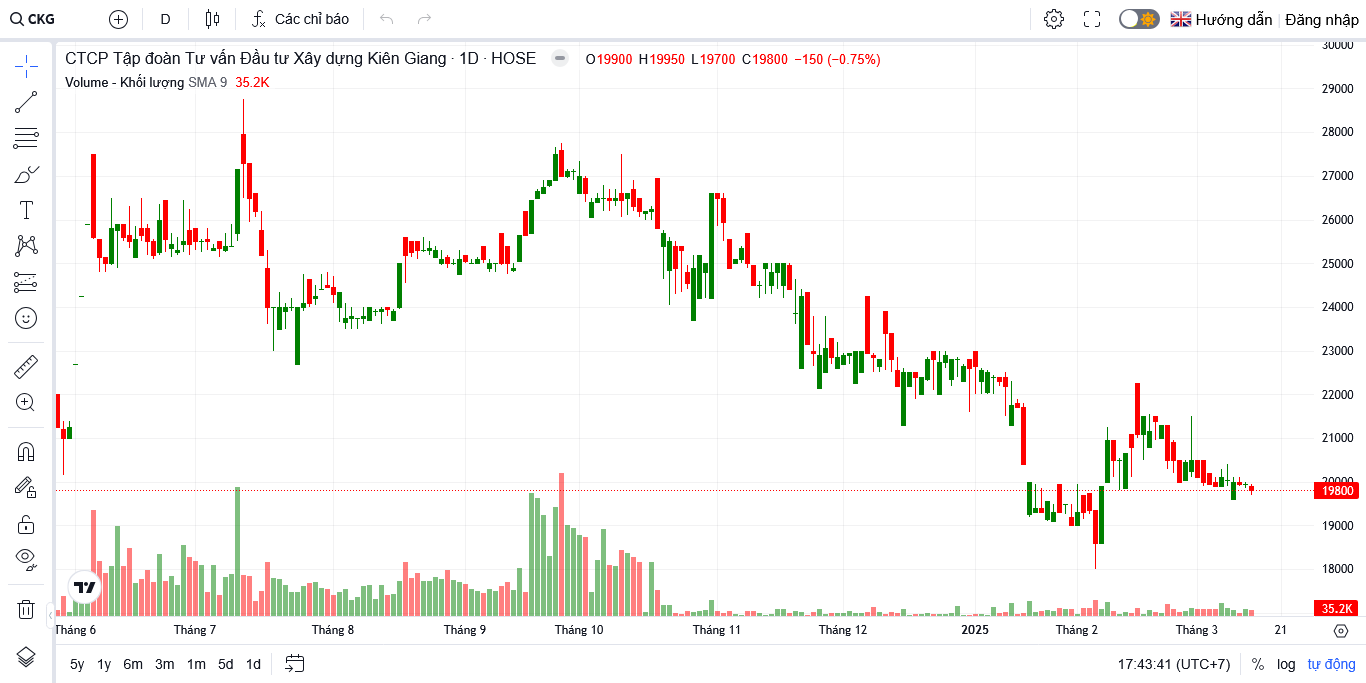 CKG D Các chỉ báo Hướng dẫn Đăng nhập
CTCP Tập đoàn Tư vấn Đầu tư Xây dựng Kiên Giang · 1D · HOSE O19900 H19950 L19700 C19800 −150 (−0.75%)
Volume - Khối lượng SMA 9 35.2K
30000
29000
28000
27000
26000
25000
24000
23000
22000
21000
20000
19800
19000
18000
35.2K
Tháng 6 Tháng 7 Tháng 8 Tháng 9 Tháng 10 Tháng 11 Tháng 12 2025 Tháng 2 Tháng 3 21
5y 1y 6m 3m 1m 5d 1d 17:43:41 (UTC+7) % log tự động